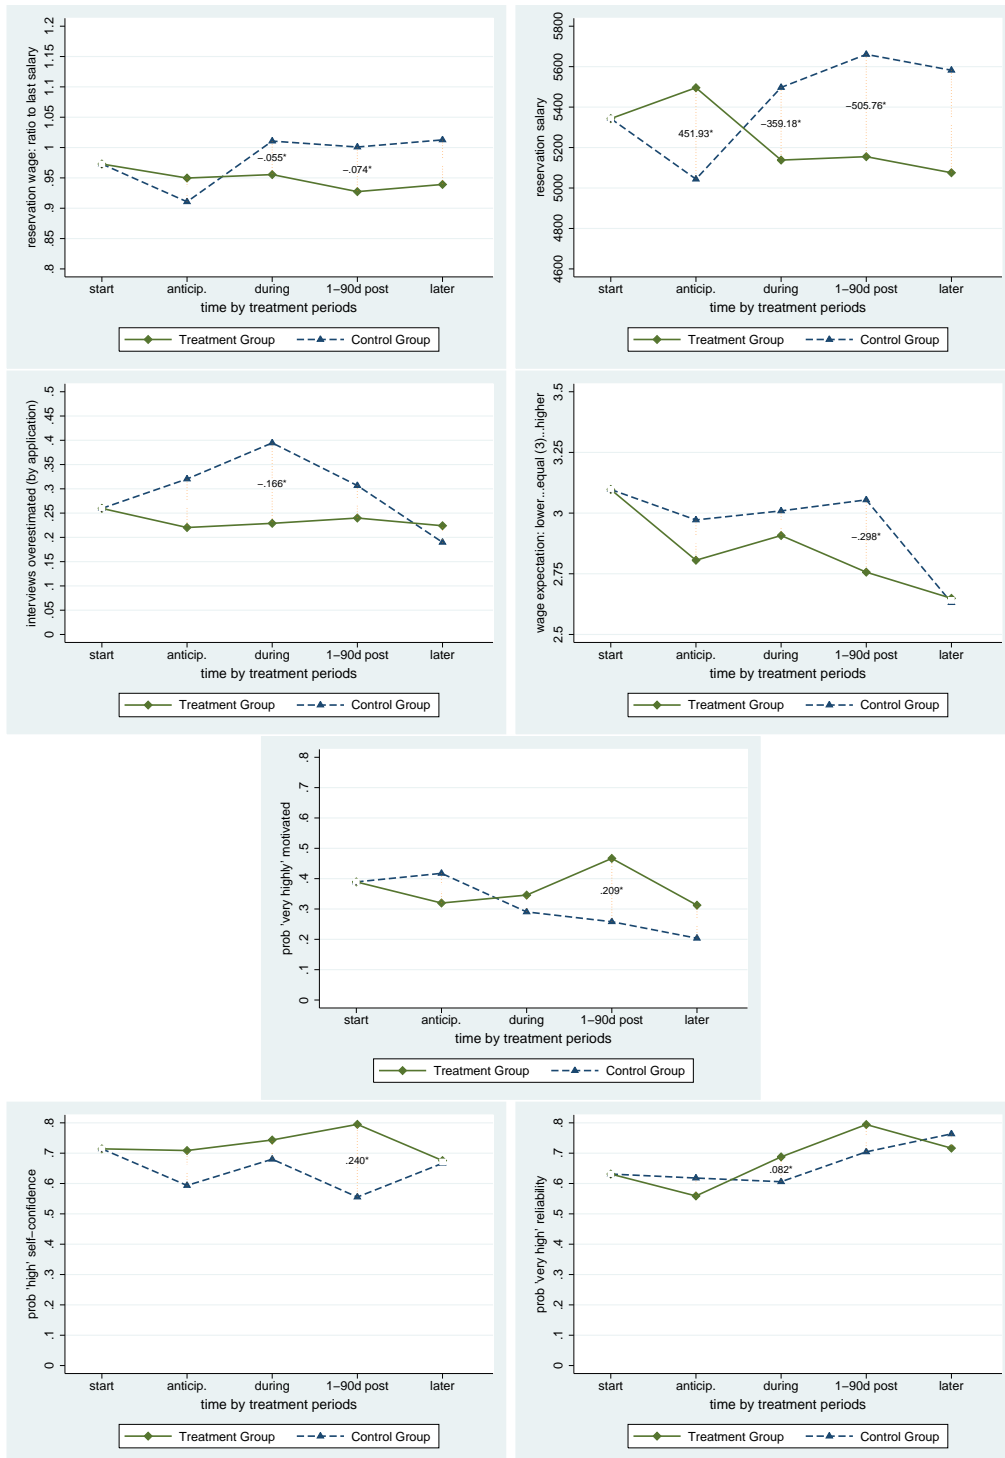 reservation wage: ratio to last salary
1.2
1.15
1.1
1.05
1
.95
.9
.85
.8
−.055*
−.074*
start anticip. during 1−90d post later
time by treatment periods
Treatment Group Control Group
reservation salary
5800
5600
5400
5200
5000
4800
4600
451.93*
−359.18*
−505.76*
start anticip. during 1−90d post later
time by treatment periods
Treatment Group Control Group
interviews overestimated (by application)
.5
.45
.4
.35
.3
.25
.2
.15
.1
.05
0
−.166*
start anticip. during 1−90d post later
time by treatment periods
Treatment Group Control Group
wage expectation: lower...equal (3)...higher
3.5
3.25
3
2.75
2.5
−.298*
start anticip. during 1−90d post later
time by treatment periods
Treatment Group Control Group
prob 'very highly' motivated
.8
.7
.6
.5
.4
.3
.2
.1
0
.209*
start anticip. during 1−90d post later
time by treatment periods
Treatment Group Control Group
prob 'high' self−confidence
.8
.7
.6
.5
.4
.3
.2
.1
0
.240*
start anticip. during 1−90d post later
time by treatment periods
Treatment Group Control Group
prob 'very high' reliability
.8
.7
.6
.5
.4
.3
.2
.1
0
.082*
start anticip. during 1−90d post later
time by treatment periods
Treatment Group Control Group